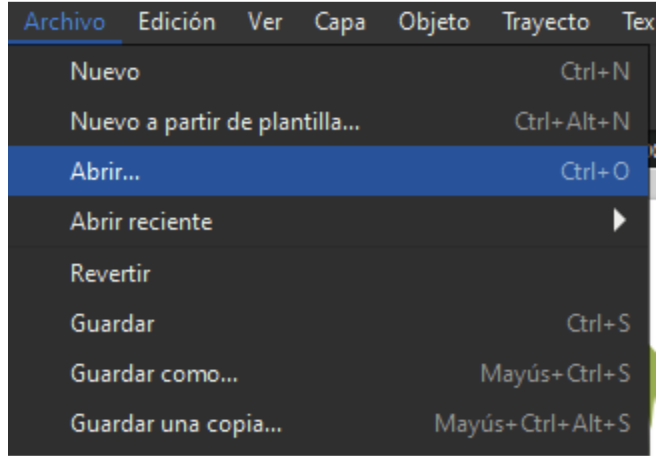 Archivo Edición Ver Capa Objeto Trayecto Tex
Nuevo Ctrl+N
Nuevo a partir de plantilla... Ctrl+Alt+N
Abrir... Ctrl+O
Abrir reciente
Revertir
Guardar Ctrl+S
Guardar como... Mayús+Ctrl+S
Guardar una copia... Mayús+Ctrl+Alt+S